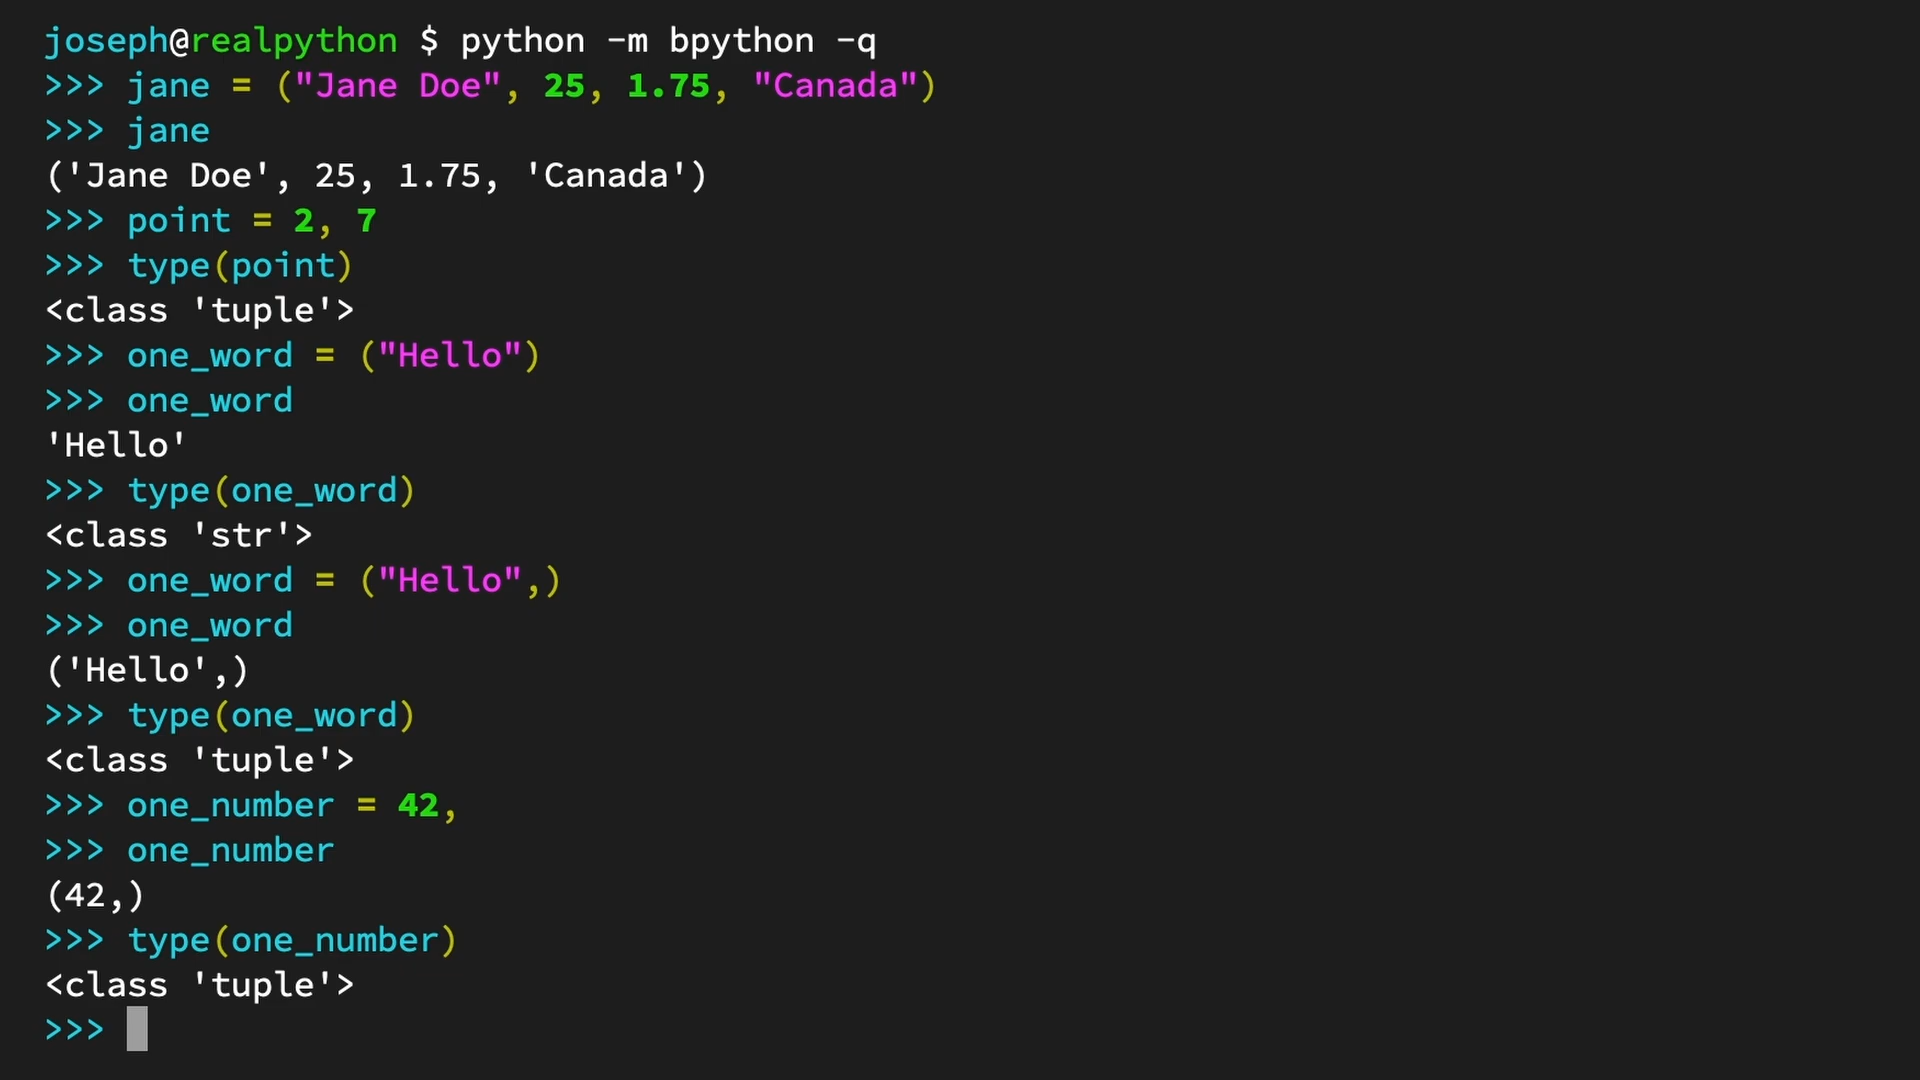 joseph@realpython $ python -m bpython -q
>>> jane = ("Jane Doe", 25, 1.75, "Canada")
>>> jane
('Jane Doe', 25, 1.75, 'Canada')
>>> point = 2, 7
>>> type(point)
<class 'tuple'>
>>> one_word = ("Hello")
>>> one_word
'Hello'
>>> type(one_word)
<class 'str'>
>>> one_word = ("Hello",)
>>> one_word
('Hello',)
>>> type(one_word)
<class 'tuple'>
>>> one_number = 42,
>>> one_number
(42,)
>>> type(one_number)
<class 'tuple'>
>>>